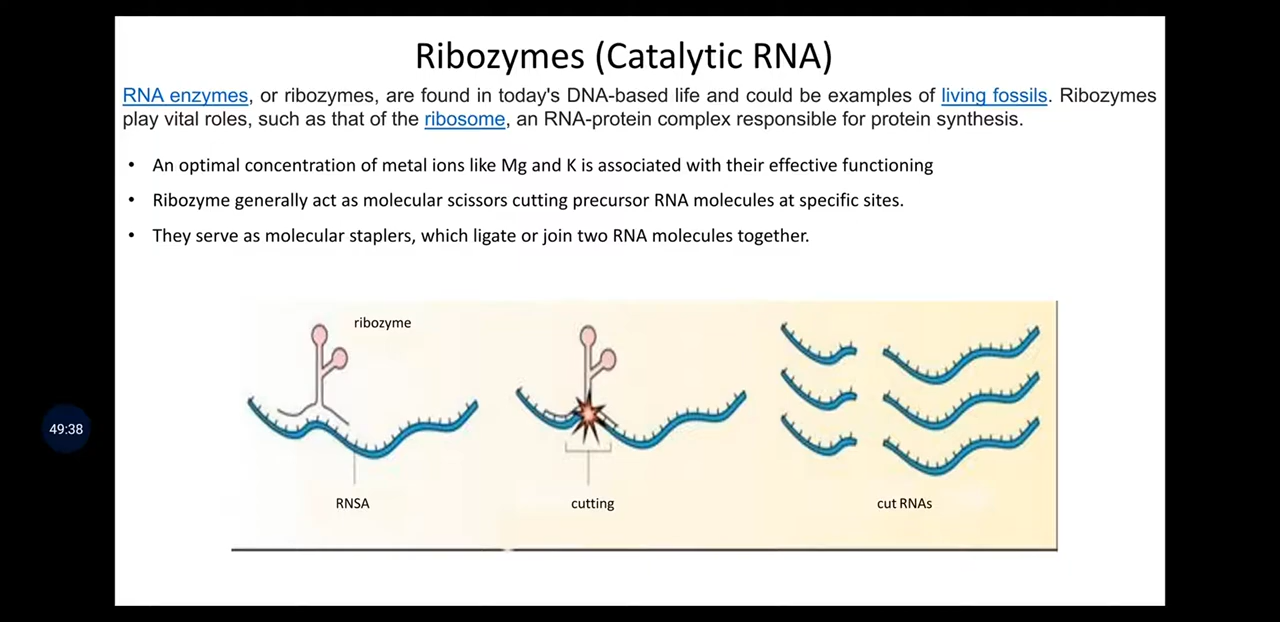 Ribozymes (Catalytic RNA)
RNA enzymes, or ribozymes, are found in today's DNA-based life and could be examples of living fossils. Ribozymes
play vital roles, such as that of the ribosome, an RNA-protein complex responsible for protein synthesis.
• An optimal concentration of metal ions like Mg and K is associated with their effective functioning
• Ribozyme generally act as molecular scissors cutting precursor RNA molecules at specific sites.
• They serve as molecular staplers, which ligate or join two RNA molecules together.
ribozyme
49:38
RNSA
cutting
cut RNAs